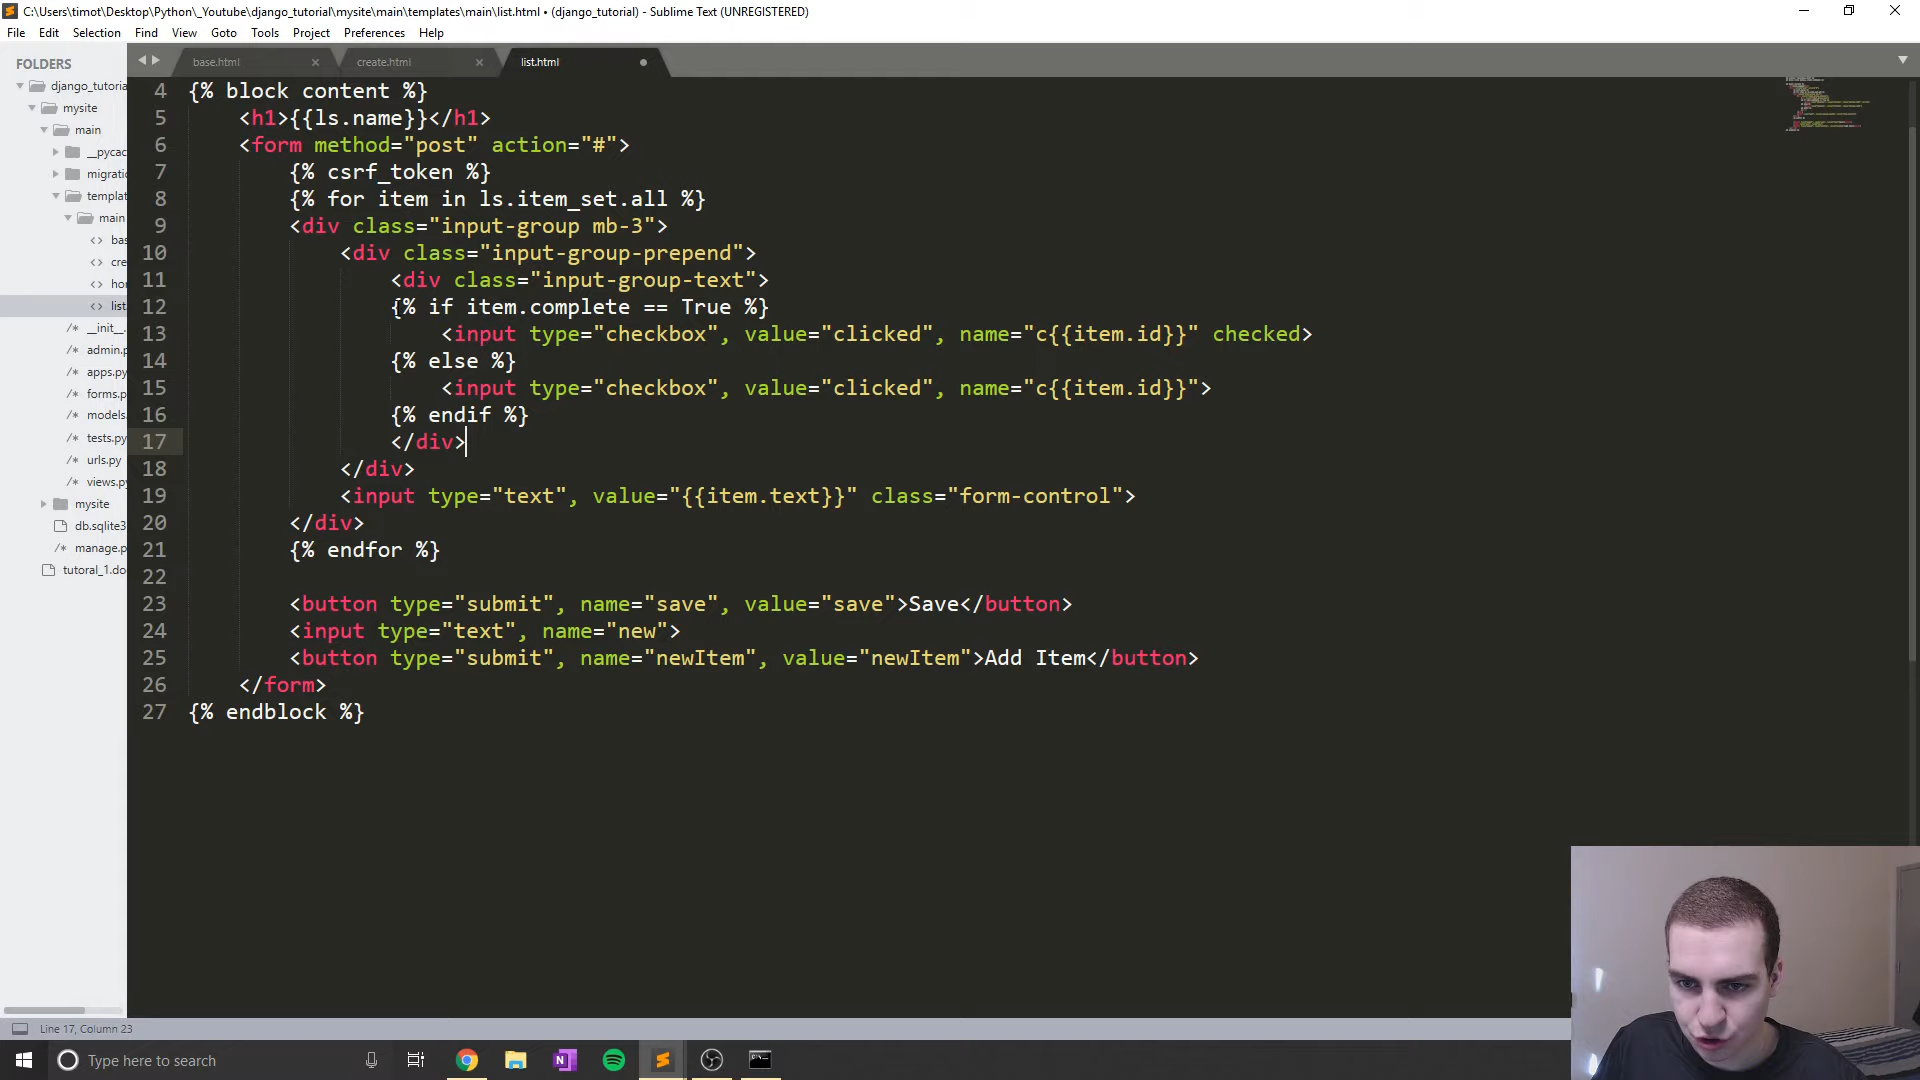 C:\Users\timot\Desktop\Python\_Youtube\django_tutorial\mysite\main\templates\main\list.html • (django_tutorial) - Sublime Text (UNREGISTERED)
File Edit Selection Find View Goto Tools Project Preferences Help
FOLDERS
django_tutoria
mysite
main
__pycac
migratio
templat
main
bas
cre
hor
list
__init__.
admin.p
apps.py
forms.p
models.
tests.py
urls.py
views.py
mysite
db.sqlite3
manage.p
tutoral_1.do
base.html
create.html
list.html
4 {% block content %}
5 <h1>{{ls.name}}</h1>
6 <form method="post" action="#">
7 {% csrf_token %}
8 {% for item in ls.item_set.all %}
9 <div class="input-group mb-3">
10 <div class="input-group-prepend">
11 <div class="input-group-text">
12 {% if item.complete == True %}
13 <input type="checkbox", value="clicked", name="c{{item.id}}" checked>
14 {% else %}
15 <input type="checkbox", value="clicked", name="c{{item.id}}">
16 {% endif %}
17 </div>
18 </div>
19 <input type="text", value="{{item.text}}" class="form-control">
20 </div>
21 {% endfor %}
22
23 <button type="submit", name="save", value="save">Save</button>
24 <input type="text", name="new">
25 <button type="submit", name="newItem", value="newItem">Add Item</button>
26 </form>
27 {% endblock %}
Line 17, Column 23
Type here to search